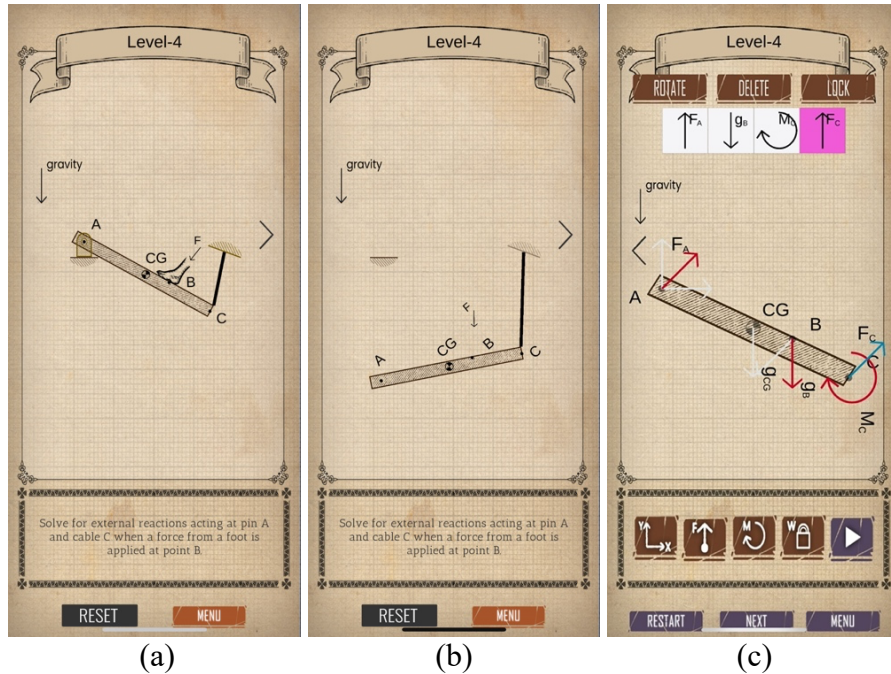 Level-4
gravity
A
CG
F
B
C
Solve for external reactions acting at pin A
and cable C when a force from a foot is
applied at point B.
RESET
MENU
(a)
Level-4
gravity
F
A
CG
B
C
Solve for external reactions acting at pin A
and cable C when a force from a foot is
applied at point B.
RESET
MENU
(b)
Level-4
ROTATE
DELETE
LOCK
FA
gB
MC
FC
gravity
FA
A
CG
B
FC
C
gCG
gB
MC
Y
X
F
M
W
RESTART
NEXT
MENU
(c)